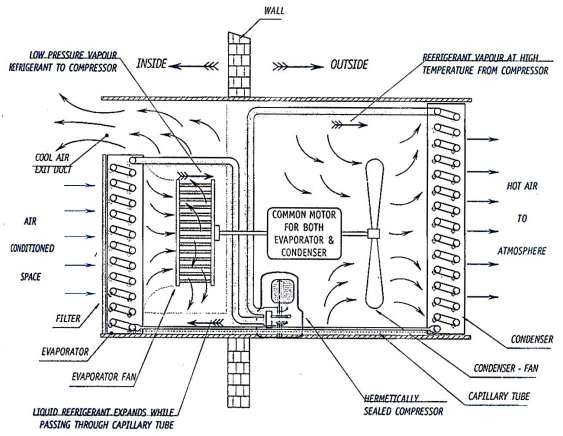 WALL
LOW PRESSURE VAPOUR
REFRIGERANT TO COMPRESSOR
INSIDE
OUTSIDE
REFRIGERANT VAPOUR AT HIGH
TEMPERATURE FROM COMPRESSOR
COOL AIR
EXIT DUCT
AIR
CONDITIONED
SPACE
COMMON MOTOR
FOR BOTH
EVAPORATOR &
CONDENSER
HOT AIR
TO
ATMOSPHERE
FILTER
EVAPORATOR
EVAPORATOR FAN
LIQUID REFRIGERANT EXPANDS WHILE
PASSING THROUGH CAPILLARY TUBE
HERMETICALLY
SEALED COMPRESSOR
CONDENSER
CONDENSER - FAN
CAPILLARY TUBE